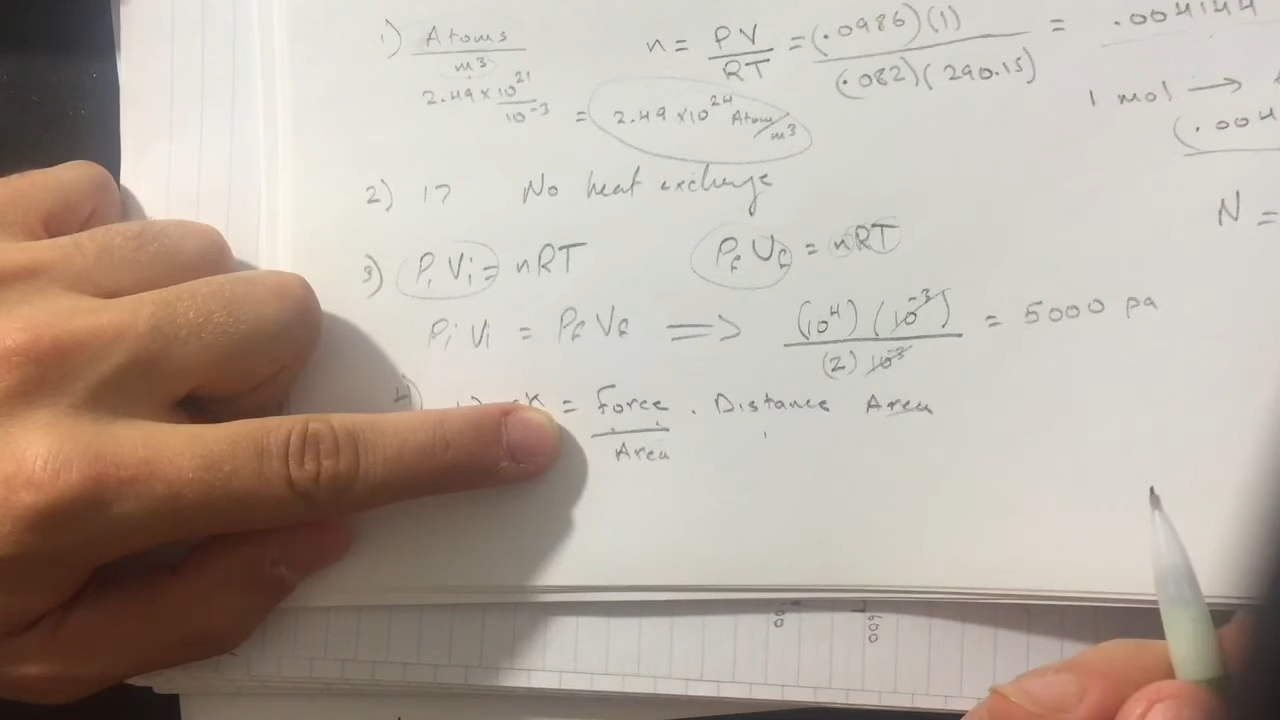 1) Atoms / m³ n = PV / RT = (.0986)(1) / (.082)(290.15) = .004144
2.49 x 10²¹ / 10⁻³ = 2.49 x10²⁴ Atoms/m³
1 mol →
(.004
2) 17 No heat exchange
N =
3) PᵢVᵢ = nRT P_f V_f = nRT
PᵢVᵢ = P_f V_f => (10⁴)(10⁻³) / (2) 10⁻³ = 5000 pa
4) = Force / Area . Distance Area
600